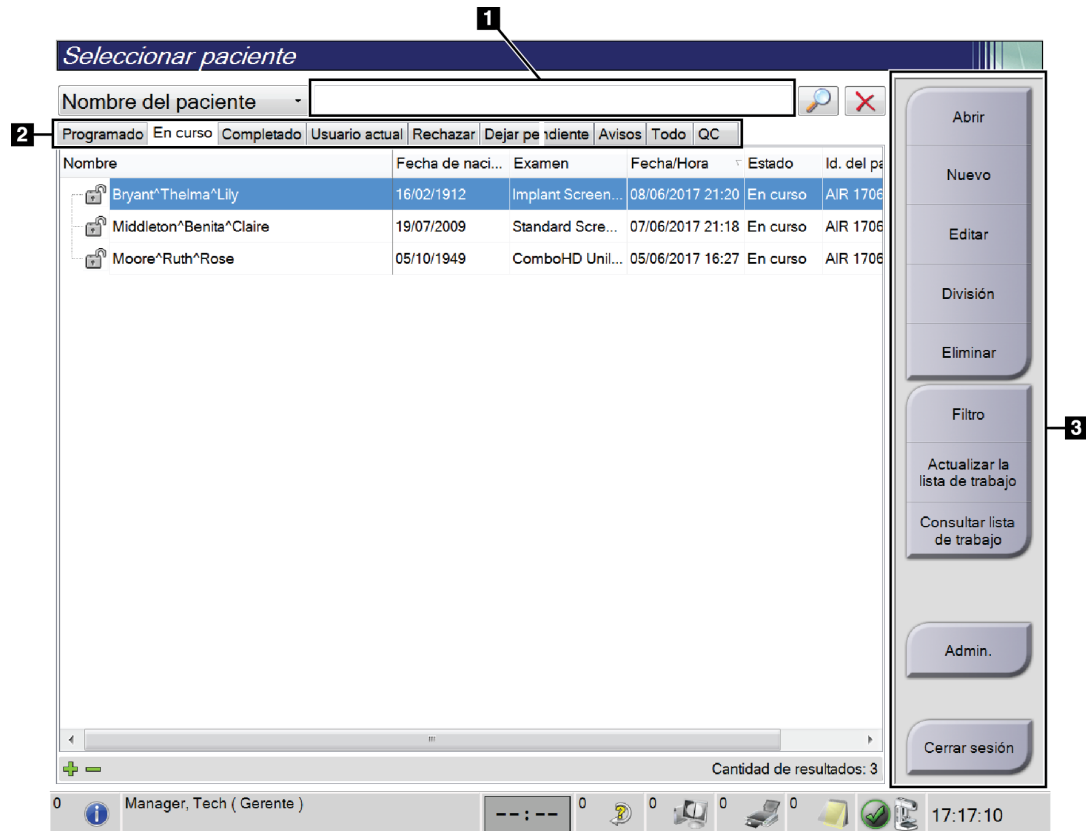 1
Seleccionar paciente
Nombre del paciente
2
Programado En curso Completado Usuario actual Rechazar Dejar pendiente Avisos Todo QC
Nombre Fecha de naci... Examen Fecha/Hora Estado Id. del pa
Bryant^Thelma^Lily 16/02/1912 Implant Screen... 08/06/2017 21:20 En curso AIR 1706
Middleton^Benita^Claire 19/07/2009 Standard Scre... 07/06/2017 21:18 En curso AIR 1706
Moore^Ruth^Rose 05/10/1949 ComboHD Unil... 05/06/2017 16:27 En curso AIR 1706
Cantidad de resultados: 3
Abrir
Nuevo
Editar
División
Eliminar
Filtro
3
Actualizar la
lista de trabajo
Consultar lista
de trabajo
Admin.
Cerrar sesión
0 Manager, Tech ( Gerente ) --:-- 0 0 0 0 17:17:10